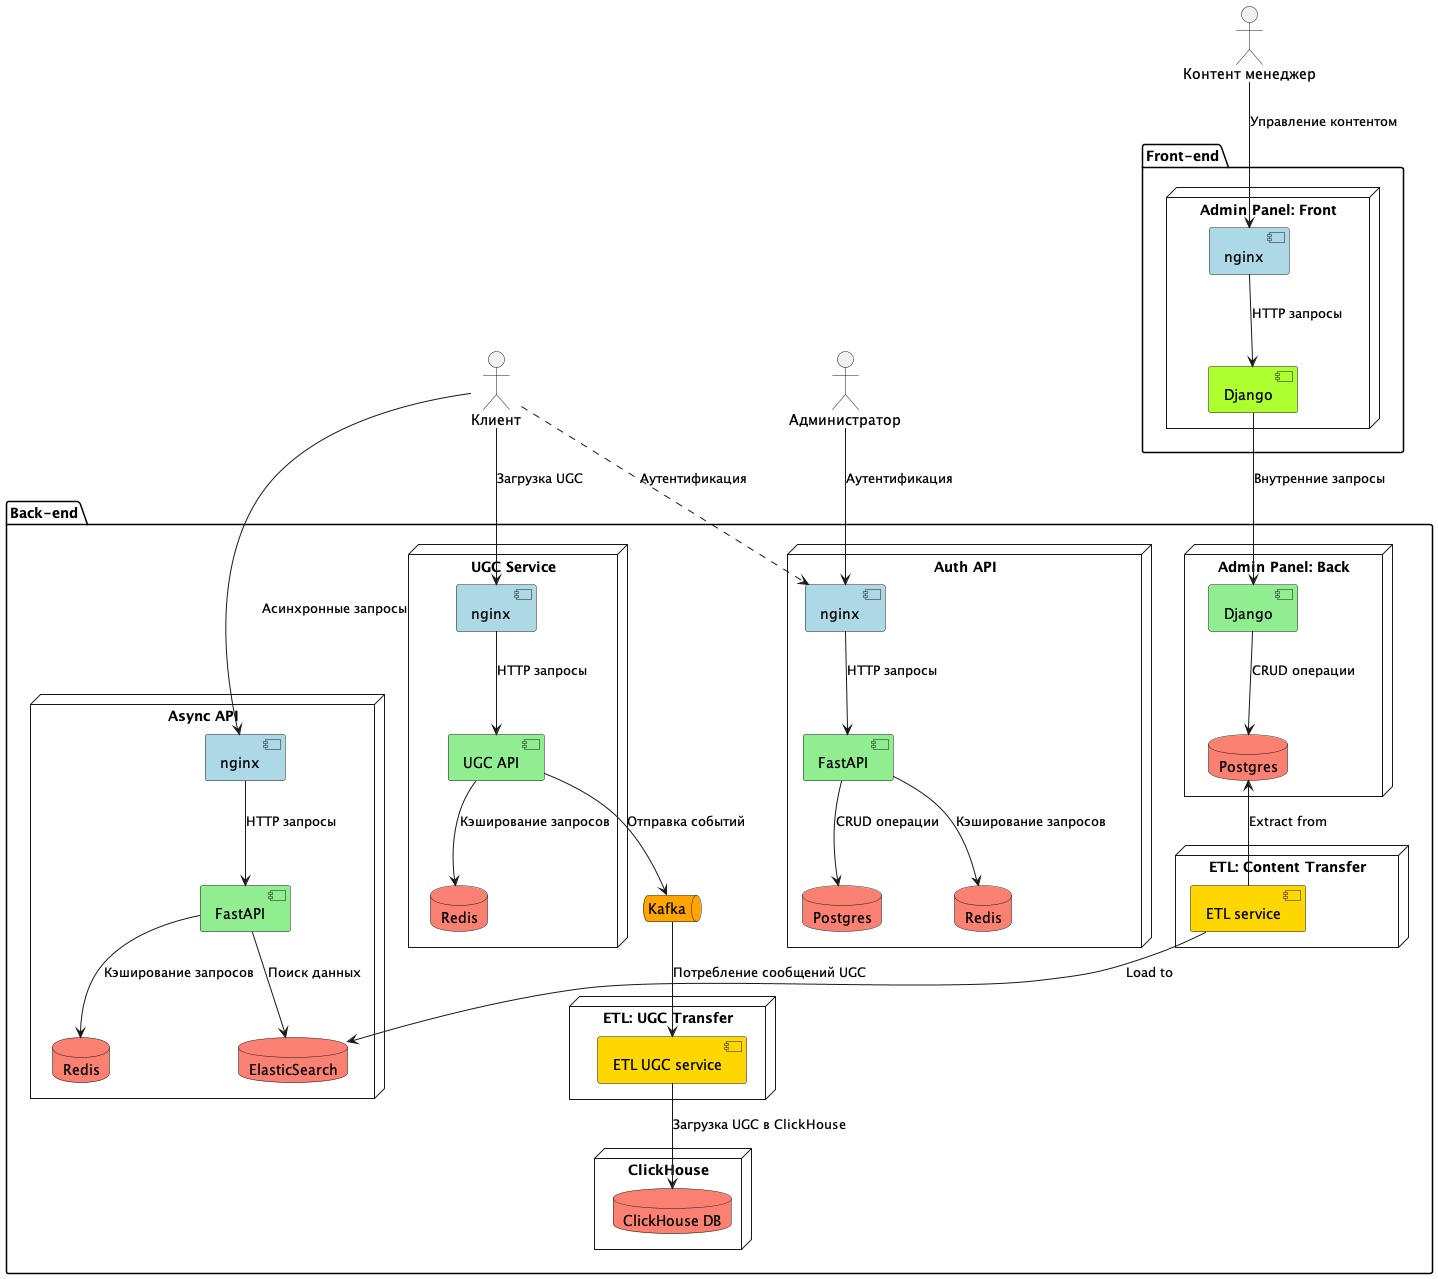 Контент менеджер
Управление контентом
Front-end
Admin Panel: Front
nginx
HTTP запросы
Django
Клиент
Администратор
Загрузка UGC
Аутентификация
Аутентификация
Внутренние запросы
Back-end
UGC Service
Auth API
Admin Panel: Back
nginx
nginx
Django
Асинхронные запросы
HTTP запросы
HTTP запросы
CRUD операции
Async API
nginx
UGC API
FastAPI
Postgres
HTTP запросы
Кэширование запросов
Отправка событий
CRUD операции
Кэширование запросов
Extract from
ETL: Content Transfer
FastAPI
Redis
Kafka
Postgres
Redis
ETL service
Кэширование запросов
Поиск данных
Потребление сообщений UGC
Load to
ETL: UGC Transfer
Redis
ElasticSearch
ETL UGC service
Загрузка UGC в ClickHouse
ClickHouse
ClickHouse DB